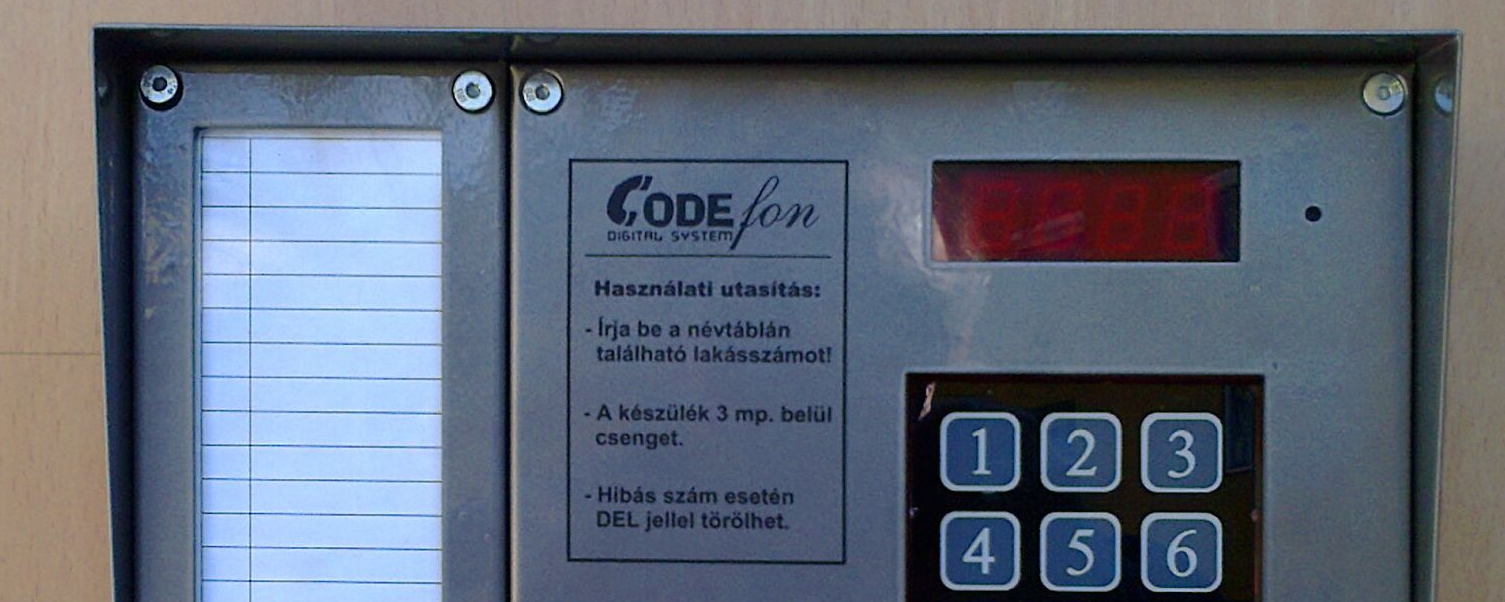 CODEfon
DIGITAL SYSTEM
Használati utasítás:
- Írja be a névtáblán
található lakásszámot!
- A készülék 3 mp. belül
csenget.
- Hibás szám esetén
DEL jellel törölhet.
1 2 3
4 5 6